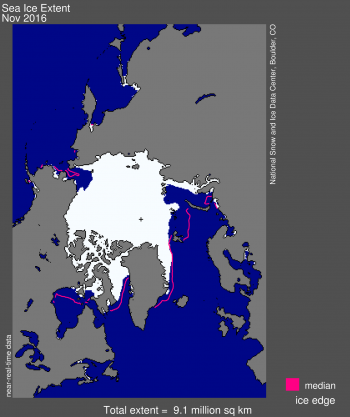 Sea Ice Extent
Nov 2016
National Snow and Ice Data Center, Boulder, CO
near-real-time data
median
ice edge
Total extent = 9.1 million sq km